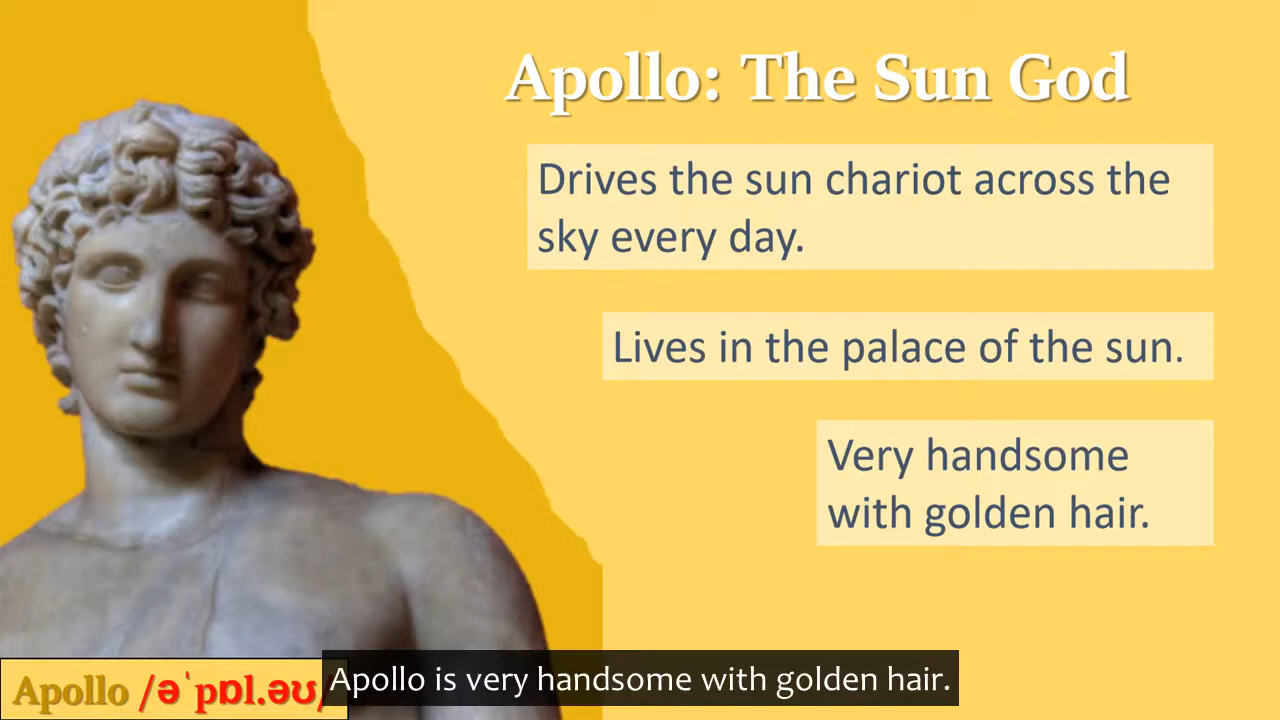 Apollo: The Sun God
Drives the sun chariot across the
sky every day.
Lives in the palace of the sun.
Very handsome
with golden hair.
Apollo /əˈpɒl.əʊ/
Apollo is very handsome with golden hair.